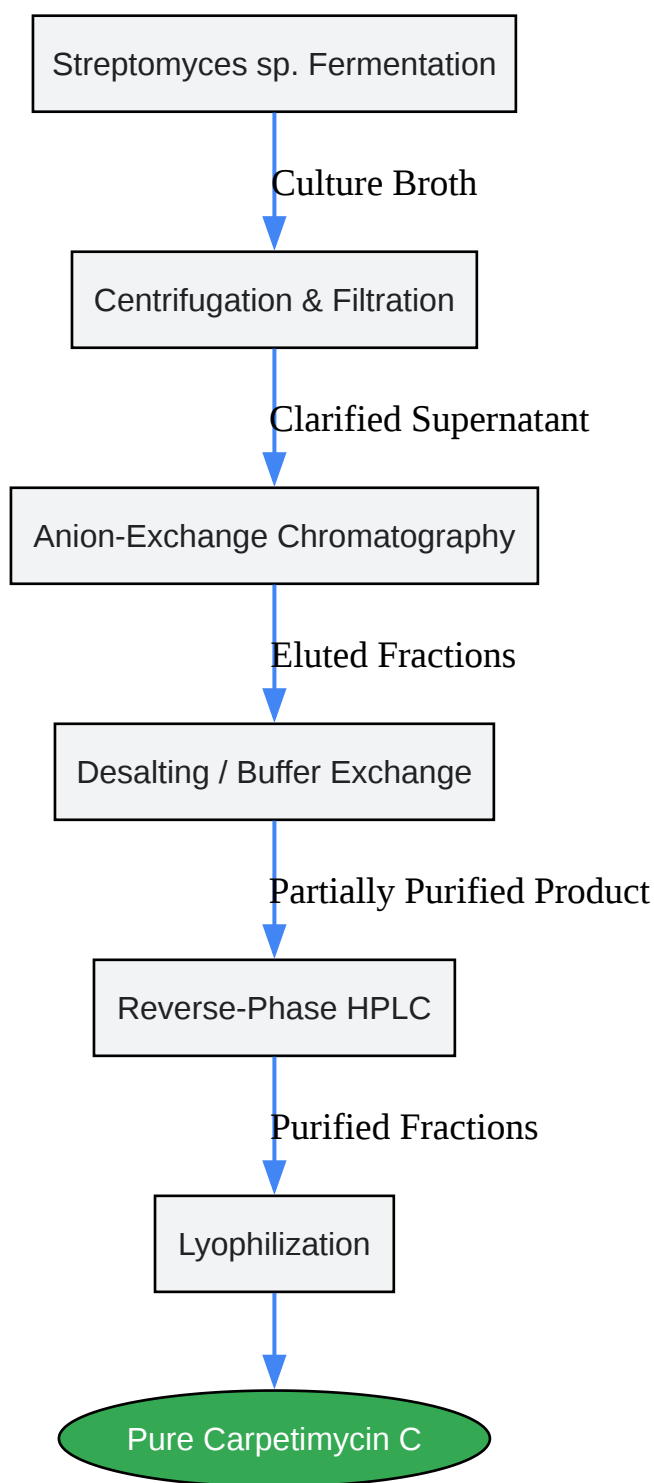 Streptomyces sp. Fermentation
Culture Broth
Centrifugation & Filtration
Clarified Supernatant
Anion-Exchange Chromatography
Eluted Fractions
Desalting / Buffer Exchange
Partially Purified Product
Reverse-Phase HPLC
Purified Fractions
Lyophilization
Pure Carpetimycin C